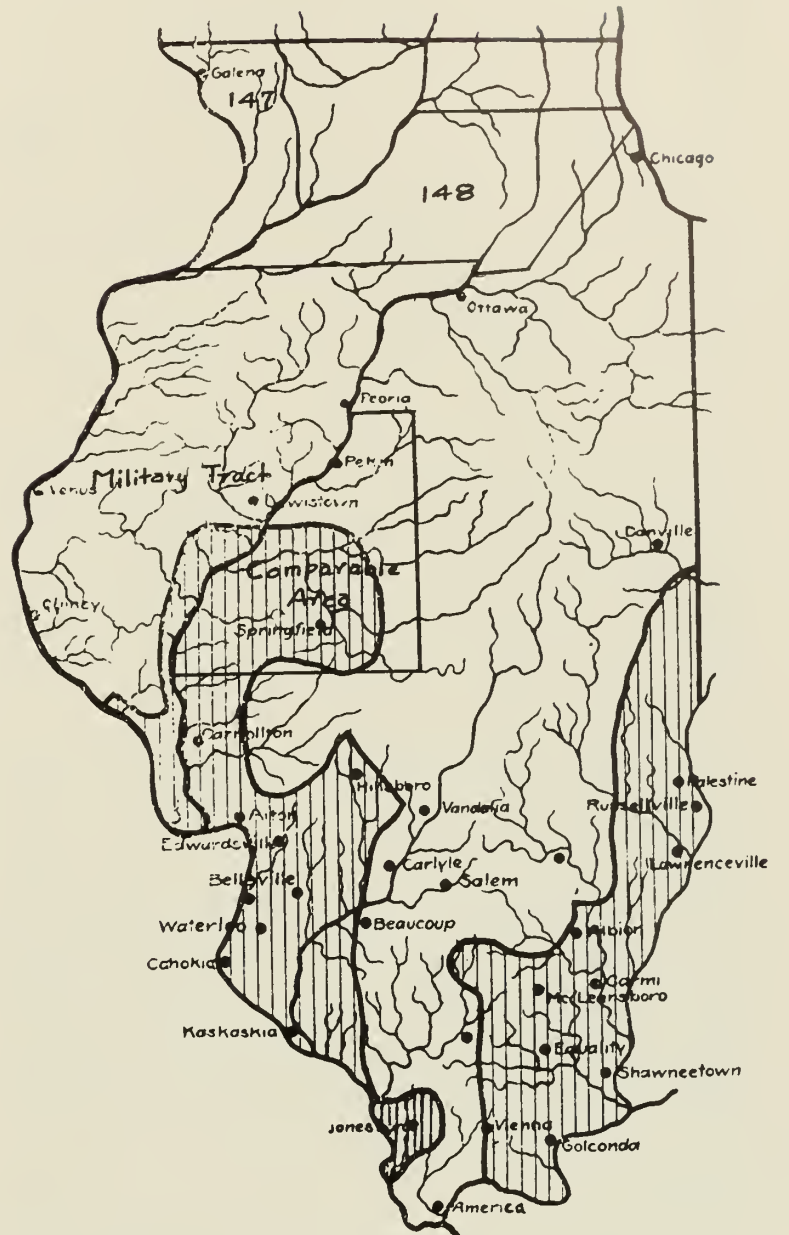 Galena
147
Chicago
148
Ottawa
Peoria
Pekin
Military Tract
Venus
Lewistown
Danville
Comparable
Area
Quincy
Springfield
Carrollton
Hillsboro
Palestine
Vandalia
Russellville
Alton
Edwardsville
Lawrenceville
Carlyle
Salem
Belleville
Waterloo
Beaucoup
Albion
Cahokia
Carmi
McLeansboro
Kaskaskia
Equality
Shawneetown
Jonesboro
Vienna
Golconda
America